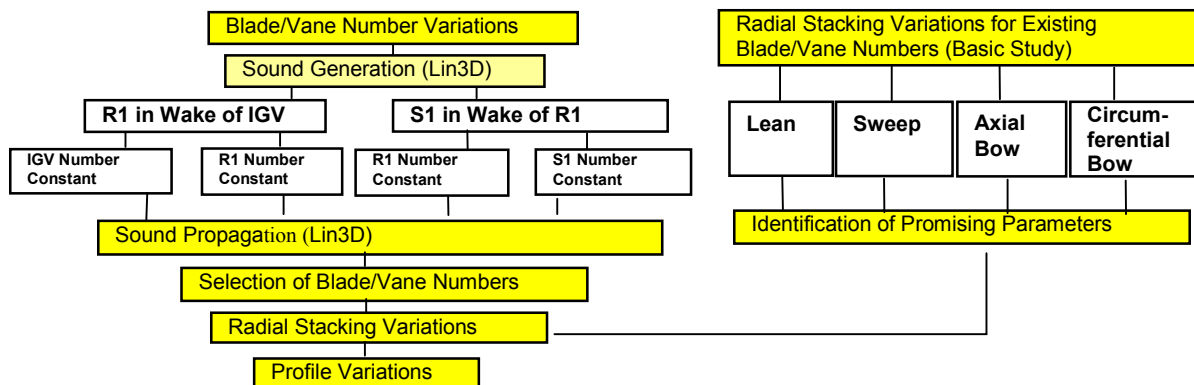 Blade/Vane Number Variations
Sound Generation (Lin3D)
R1 in Wake of IGV
S1 in Wake of R1
IGV Number
Constant
R1 Number
Constant
R1 Number
Constant
S1 Number
Constant
Sound Propagation (Lin3D)
Selection of Blade/Vane Numbers
Radial Stacking Variations
Profile Variations
Radial Stacking Variations for Existing
Blade/Vane Numbers (Basic Study)
Lean
Sweep
Axial
Bow
Circum-
ferential
Bow
Identification of Promising Parameters